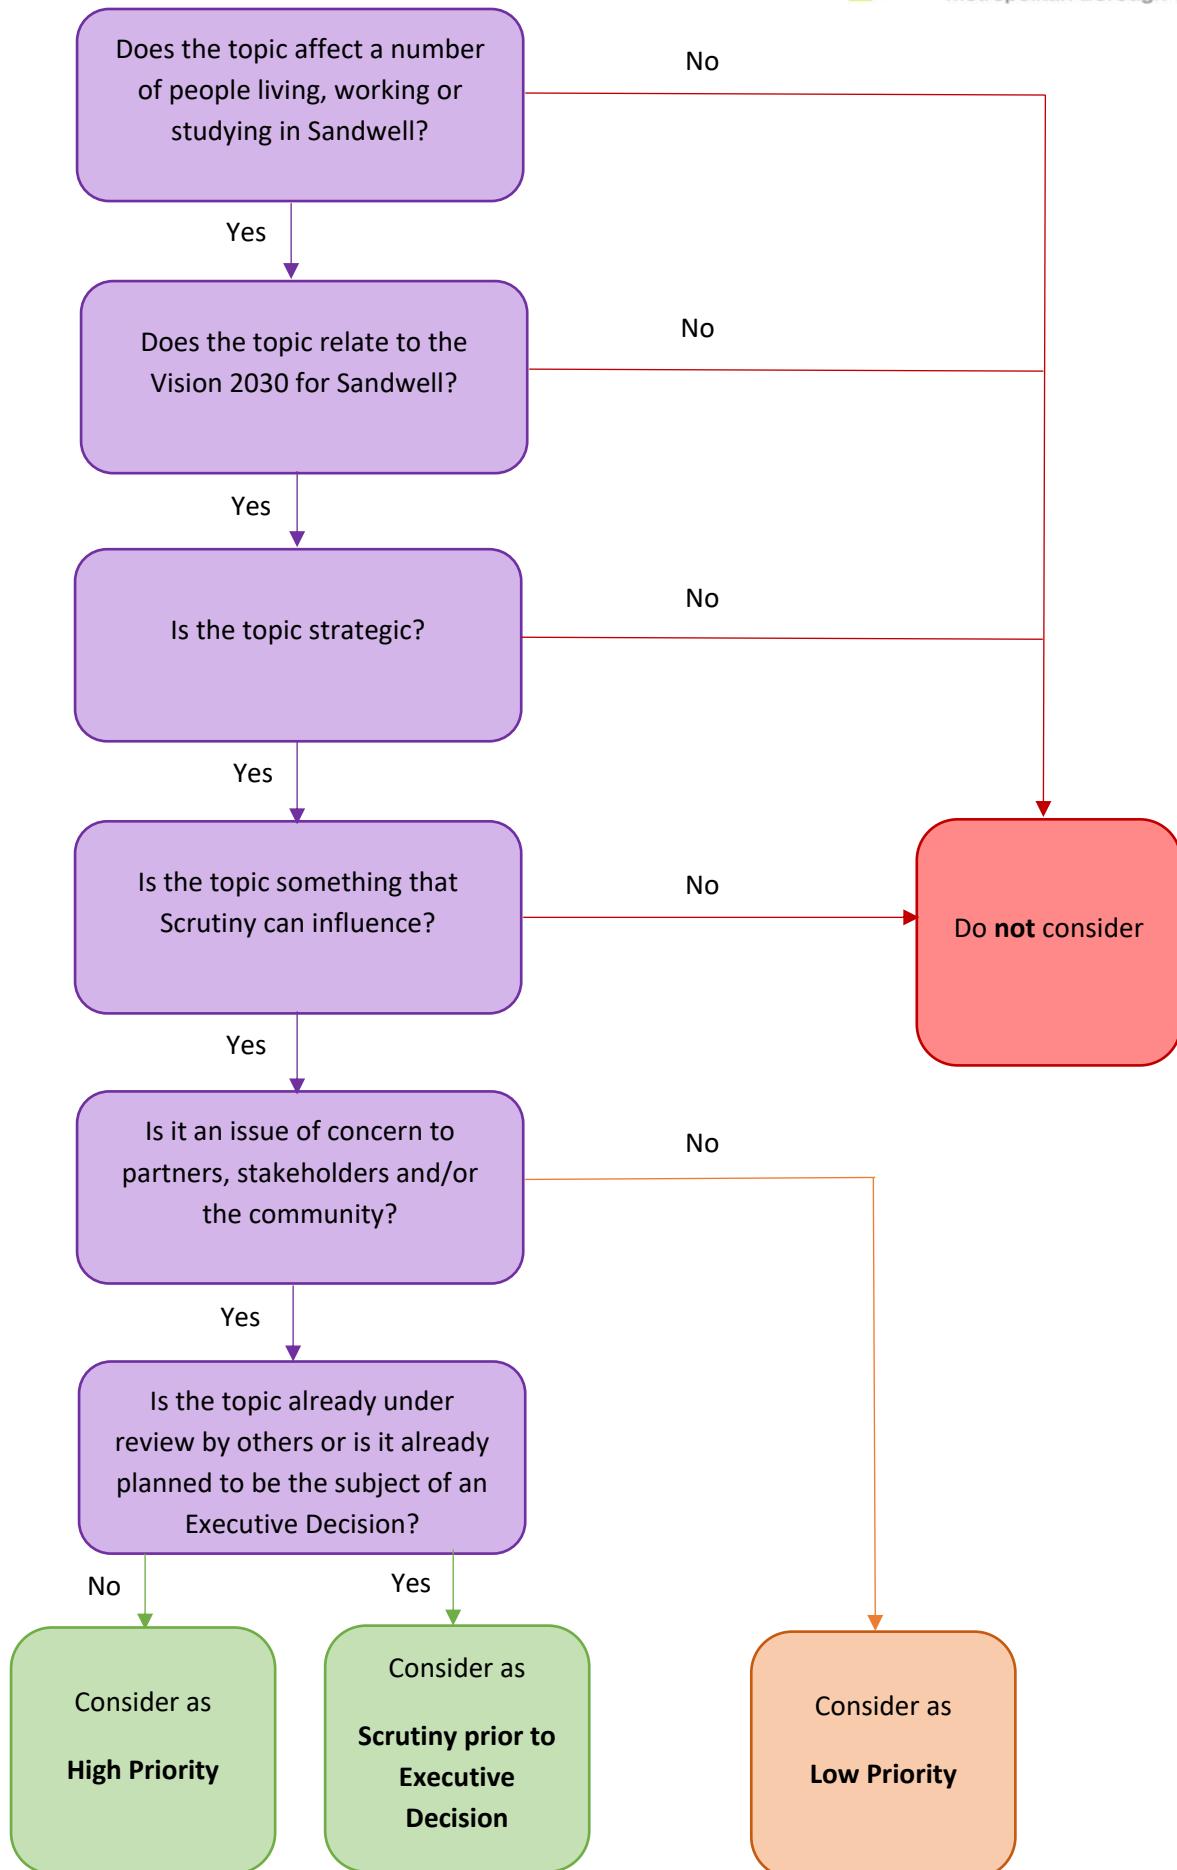 Does the topic affect a number
of people living, working or
studying in Sandwell?
No
Yes
Does the topic relate to the
Vision 2030 for Sandwell?
No
Yes
Is the topic strategic?
No
Yes
Is the topic something that
Scrutiny can influence?
No
Do not consider
Yes
Is it an issue of concern to
partners, stakeholders and/or
the community?
No
Yes
Is the topic already under
review by others or is it already
planned to be the subject of an
Executive Decision?
No
Yes
Consider as
High Priority
Consider as
Scrutiny prior to
Executive
Decision
Consider as
Low Priority